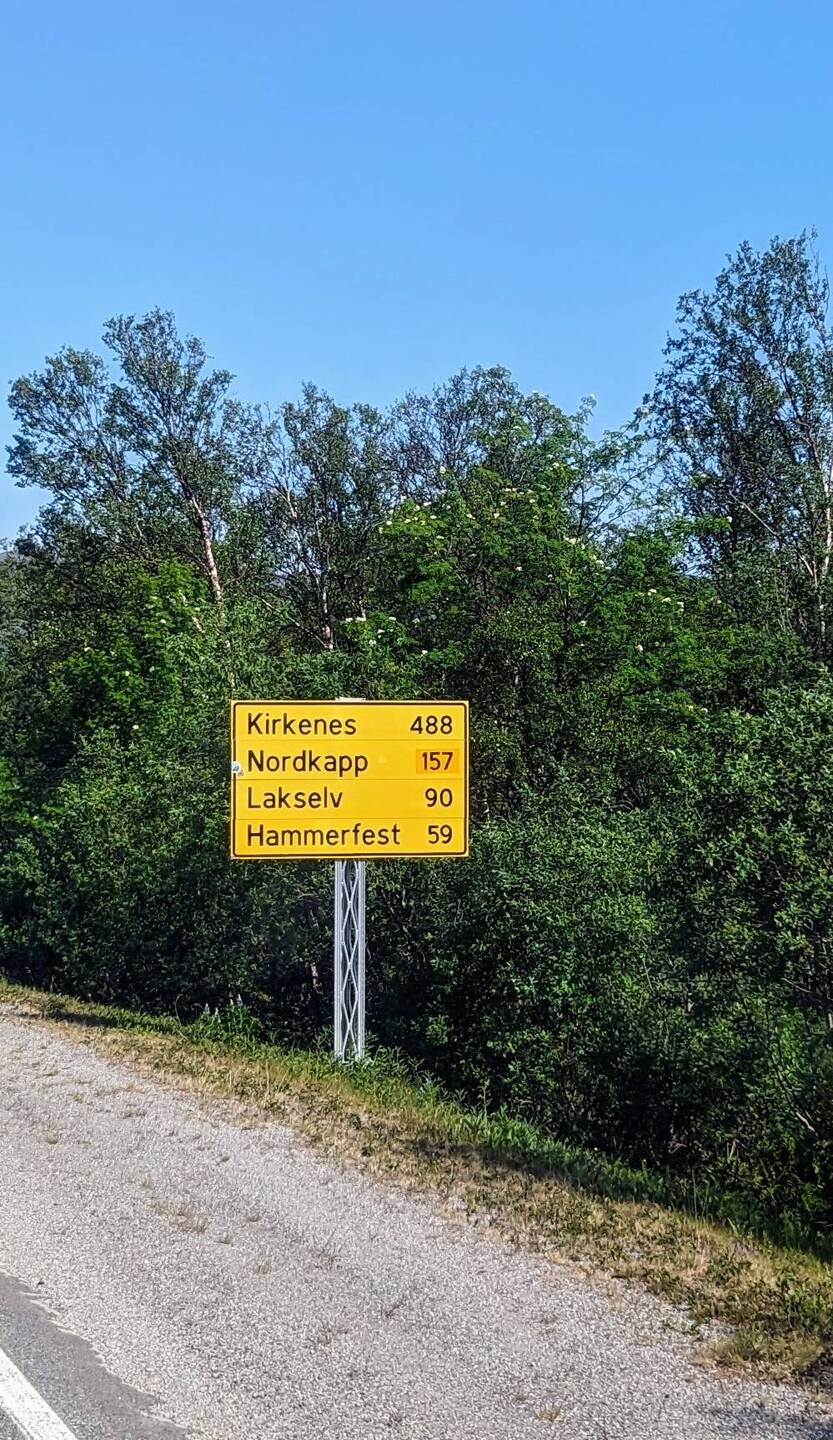 Kirkenes 488
Nordkapp 157
Lakselv 90
Hammerfest 59